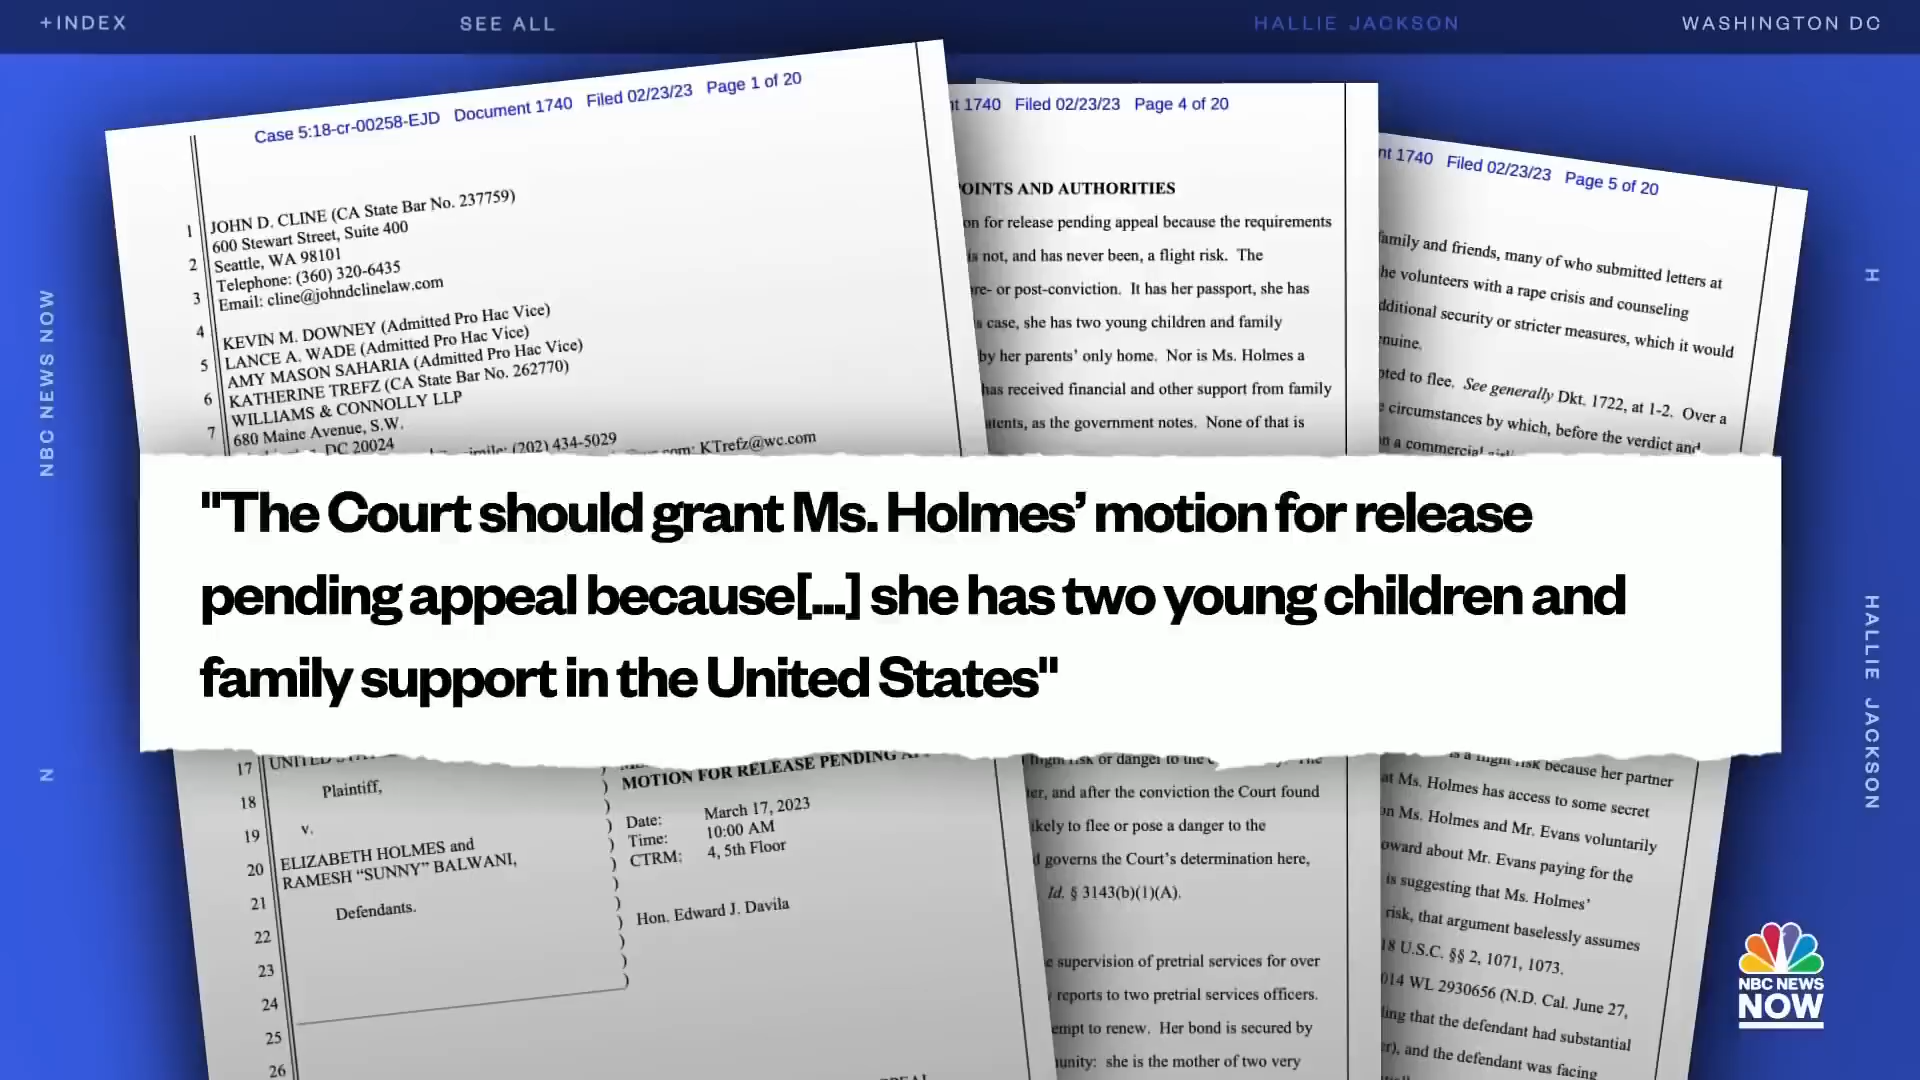 +INDEX
SEE ALL
HALLIE JACKSON
WASHINGTON DC
NBC NEWS NOW
N
H
HALLIE JACKSON
Case 5:18-cr-00258-EJD Document 1740 Filed 02/23/23 Page 1 of 20
1 JOHN D. CLINE (CA State Bar No. 237759)
600 Stewart Street, Suite 400
2 Seattle, WA 98101
Telephone: (360) 320-6435
3 Email: cline@johndclinelaw.com
4 KEVIN M. DOWNEY (Admitted Pro Hac Vice)
5 LANCE A. WADE (Admitted Pro Hac Vice)
AMY MASON SAHARIA (Admitted Pro Hac Vice)
6 KATHERINE TREFZ (CA State Bar No. 262770)
WILLIAMS & CONNOLLY LLP
7 680 Maine Avenue, S.W.
DC 20024
(202) 434-5029
KTrefz@wc.com
1740 Filed 02/23/23 Page 4 of 20
AND AUTHORITIES
for release pending appeal because the requirements
not, and has never been, a flight risk. The
or post-conviction. It has her passport, she has
case, she has two young children and family
by her parents’ only home. Nor is Ms. Holmes a
has received financial and other support from family
as the government notes. None of that is
1740 Filed 02/23/23 Page 5 of 20
family and friends, many of who submitted letters at
volunteers with a rape crisis and counseling
security or stricter measures, which it would
to flee. See generally Dkt. 1722, at 1-2. Over a
circumstances by which, before the verdict and
a commercial
"The Court should grant Ms. Holmes’ motion for release
pending appeal because[...] she has two young children and
family support in the United States"
17 UNITED
18 Plaintiff,
19 v.
20 ELIZABETH HOLMES and
RAMESH “SUNNY” BALWANI,
21 Defendants.
22
23
24
25
26
MOTION FOR RELEASE PENDING
Date: March 17, 2023
Time: 10:00 AM
CTRM: 4, 5th Floor
Hon. Edward J. Davila
risk or danger to the
and after the conviction the Court found
to flee or pose a danger to the
governs the Court’s determination here,
Id. § 3143(b)(1)(A).
supervision of pretrial services for over
reports to two pretrial services officers.
to renew. Her bond is secured by
she is the mother of two very
is a flight risk because her partner
Ms. Holmes has access to some secret
Ms. Holmes and Mr. Evans voluntarily
about Mr. Evans paying for the
is suggesting that Ms. Holmes’
risk, that argument baselessly assumes
18 U.S.C. §§ 2, 1071, 1073.
WL 2930656 (N.D. Cal. June 27,
that the defendant had substantial
and the defendant was facing
NBC NEWS
NOW